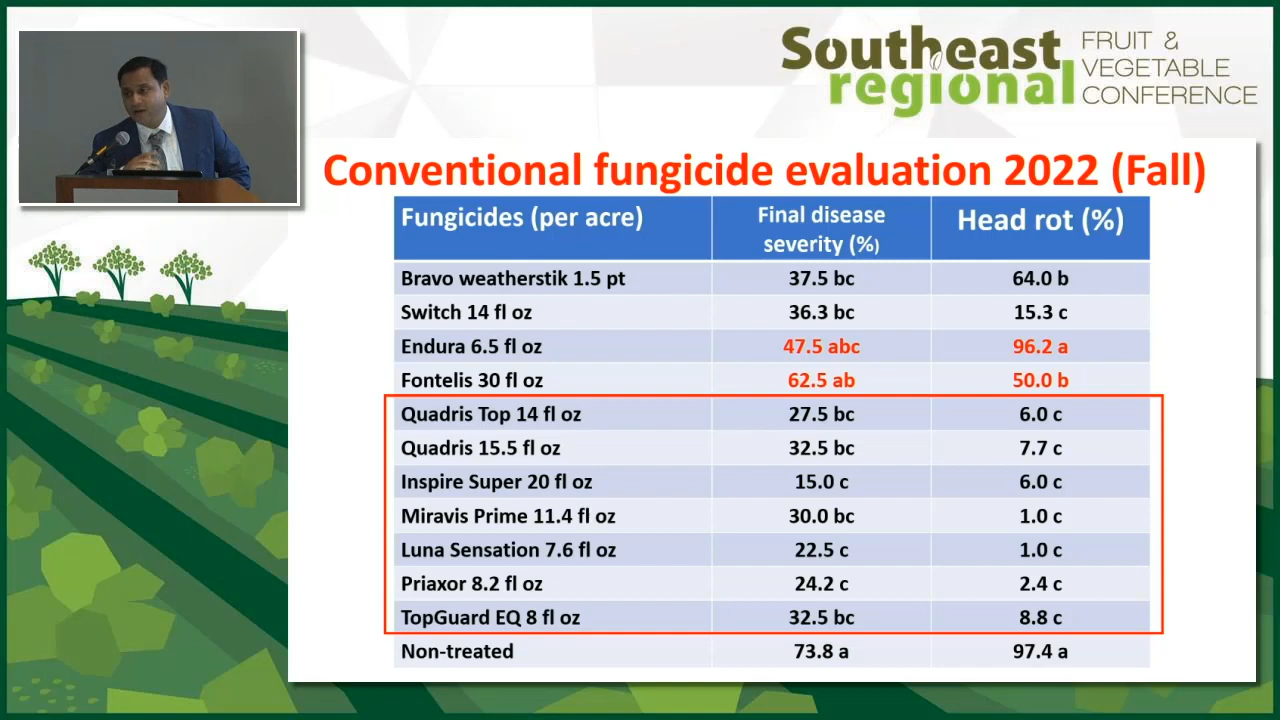 Southeast
regional
FRUIT &
VEGETABLE
CONFERENCE
Conventional fungicide evaluation 2022 (Fall)
Fungicides (per acre) Final disease severity (%) Head rot (%)
Bravo weatherstik 1.5 pt 37.5 bc 64.0 b
Switch 14 fl oz 36.3 bc 15.3 c
Endura 6.5 fl oz 47.5 abc 96.2 a
Fontelis 30 fl oz 62.5 ab 50.0 b
Quadris Top 14 fl oz 27.5 bc 6.0 c
Quadris 15.5 fl oz 32.5 bc 7.7 c
Inspire Super 20 fl oz 15.0 c 6.0 c
Miravis Prime 11.4 fl oz 30.0 bc 1.0 c
Luna Sensation 7.6 fl oz 22.5 c 1.0 c
Priaxor 8.2 fl oz 24.2 c 2.4 c
TopGuard EQ 8 fl oz 32.5 bc 8.8 c
Non-treated 73.8 a 97.4 a